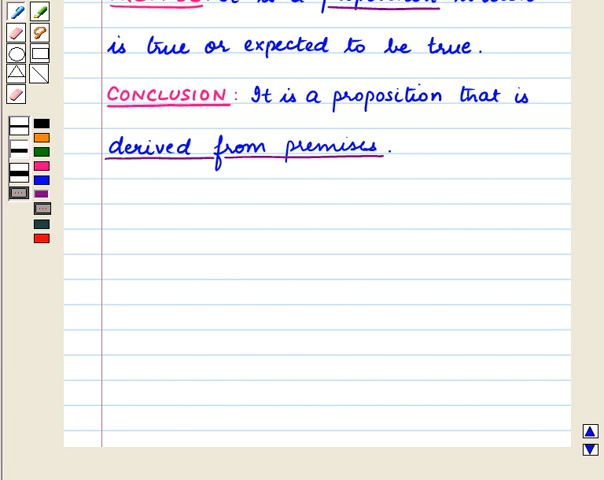 is true or expected to be true.
CONCLUSION: It is a proposition that is
derived from premises.